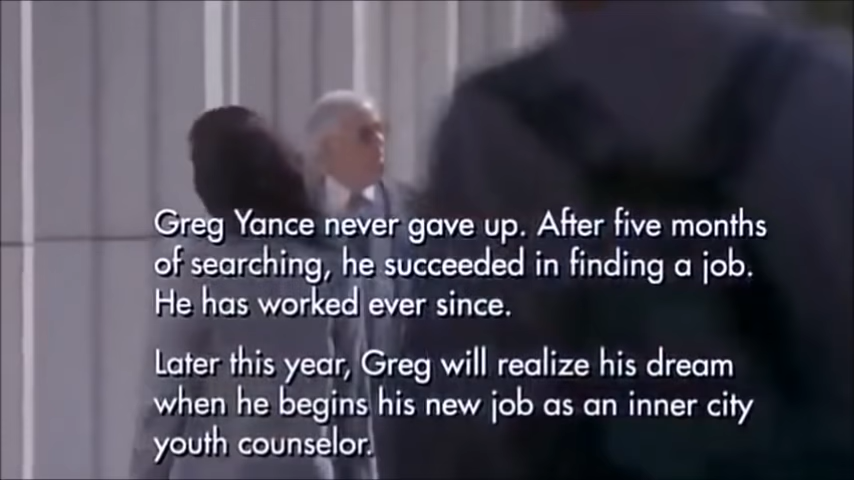 Greg Yance never gave up. After five months
of searching, he succeeded in finding a job.
He has worked ever since.
Later this year, Greg will realize his dream
when he begins his new job as an inner city
youth counselor.